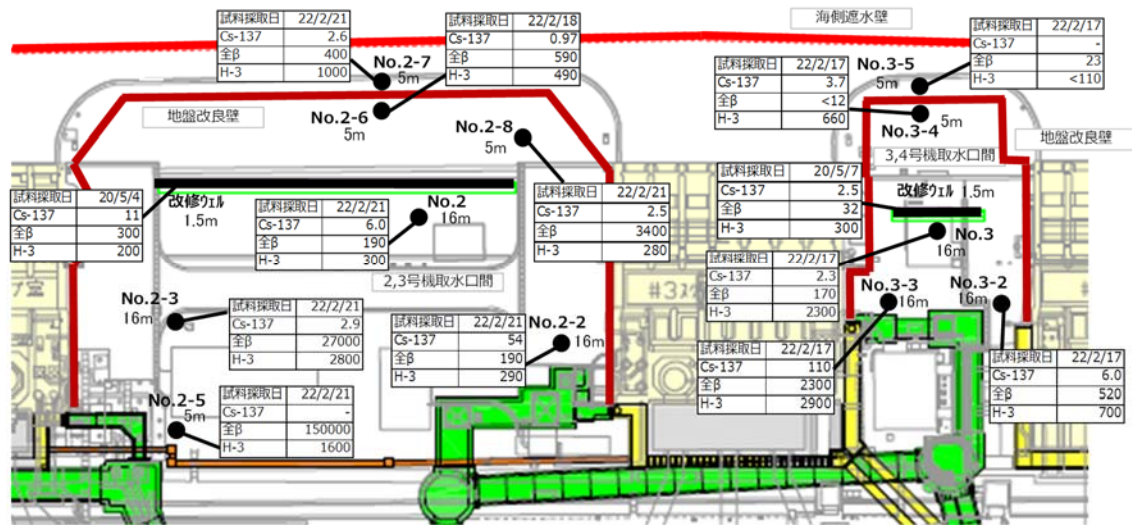 海側遮水壁
試料採取日 22/2/21
Cs-137 2.6
全β 400
H-3 1000
No.2-7
5m
試料採取日 22/2/18
Cs-137 0.97
全β 590
H-3 490
No.2-6
5m
地盤改良壁
No.2-8
5m
試料採取日 22/2/21
Cs-137 2.5
全β 3400
H-3 280
試料採取日 20/5/4
Cs-137 11
全β 300
H-3 200
改修ウェル
1.5m
試料採取日 22/2/21
Cs-137 6.0
全β 190
H-3 300
No.2
16m
2,3号機取水口間
No.2-3
16m
試料採取日 22/2/21
Cs-137 2.9
全β 27000
H-3 2800
試料採取日 22/2/21
Cs-137 54
全β 190
H-3 290
No.2-2
16m
No.2-5
5m
試料採取日 22/2/21
Cs-137 -
全β 150000
H-3 1600
試料採取日 22/2/17
Cs-137 -
全β 23
H-3 <110
No.3-5
5m
試料採取日 22/2/17
Cs-137 3.7
全β <12
H-3 660
No.3-4
5m
地盤改良壁
3,4号機取水口間
試料採取日 20/5/7
Cs-137 2.5
全β 32
H-3 300
改修ウェル 1.5m
No.3
16m
試料採取日 22/2/17
Cs-137 2.3
全β 170
H-3 2300
No.3-3
16m
試料採取日 22/2/17
Cs-137 110
全β 2300
H-3 2900
No.3-2
16m
試料採取日 22/2/17
Cs-137 6.0
全β 520
H-3 700